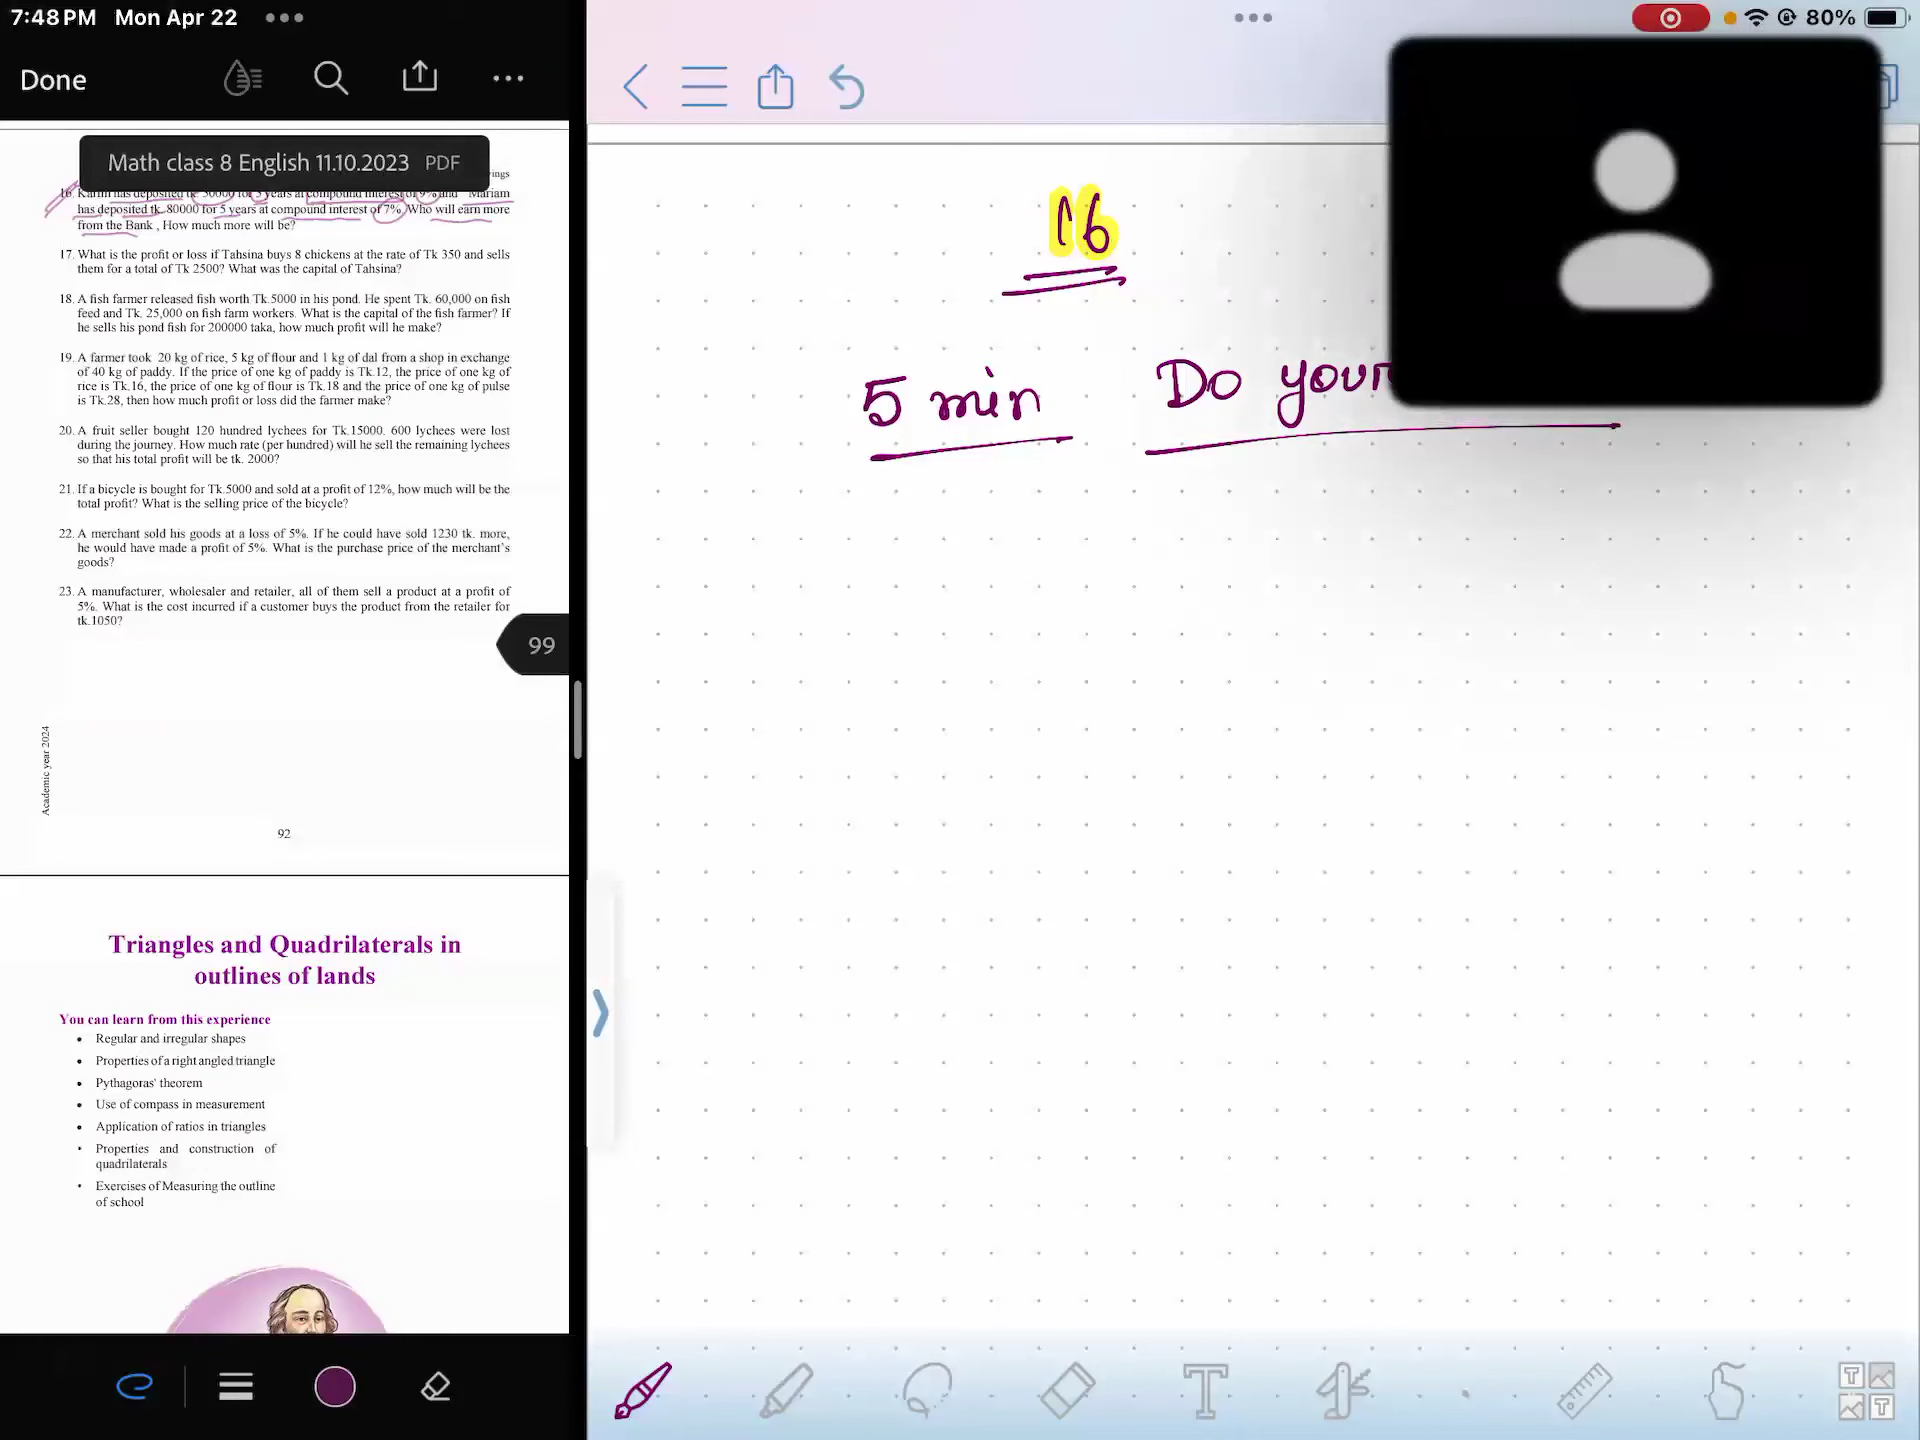 7:48 PM Mon Apr 22
80%
Done
Math class 8 English 11.10.2023 PDF
16. Karim has deposited tk. 50000 for 5 years at compound interest of 9% and Mariam
has deposited tk. 80000 for 5 years at compound interest of 7%. Who will earn more
from the Bank , How much more will be?
17. What is the profit or loss if Tahsina buys 8 chickens at the rate of Tk 350 and sells
them for a total of Tk 2500? What was the capital of Tahsina?
18. A fish farmer released fish worth Tk.5000 in his pond. He spent Tk. 60,000 on fish
feed and Tk. 25,000 on fish farm workers. What is the capital of the fish farmer? If
he sells his pond fish for 200000 taka, how much profit will he make?
19. A farmer took 20 kg of rice, 5 kg of flour and 1 kg of dal from a shop in exchange
of 40 kg of paddy. If the price of one kg of paddy is Tk.12, the price of one kg of
rice is Tk.16, the price of one kg of flour is Tk.18 and the price of one kg of pulse
is Tk.28, then how much profit or loss did the farmer make?
20. A fruit seller bought 120 hundred lychees for Tk.15000. 600 lychees were lost
during the journey. How much rate (per hundred) will he sell the remaining lychees
so that his total profit will be tk. 2000?
21. If a bicycle is bought for Tk.5000 and sold at a profit of 12%, how much will be the
total profit? What is the selling price of the bicycle?
22. A merchant sold his goods at a loss of 5%. If he could have sold 1230 tk. more,
he would have made a profit of 5%. What is the purchase price of the merchant's
goods?
23. A manufacturer, wholesaler and retailer, all of them sell a product at a profit of
5%. What is the cost incurred if a customer buys the product from the retailer for
tk.1050?
99
Academic year 2024
92
Triangles and Quadrilaterals in
outlines of lands
You can learn from this experience
• Regular and irregular shapes
• Properties of a right angled triangle
• Pythagoras' theorem
• Use of compass in measurement
• Application of ratios in triangles
• Properties and construction of
quadrilaterals
• Exercises of Measuring the outline
of school
16
5 min Do your